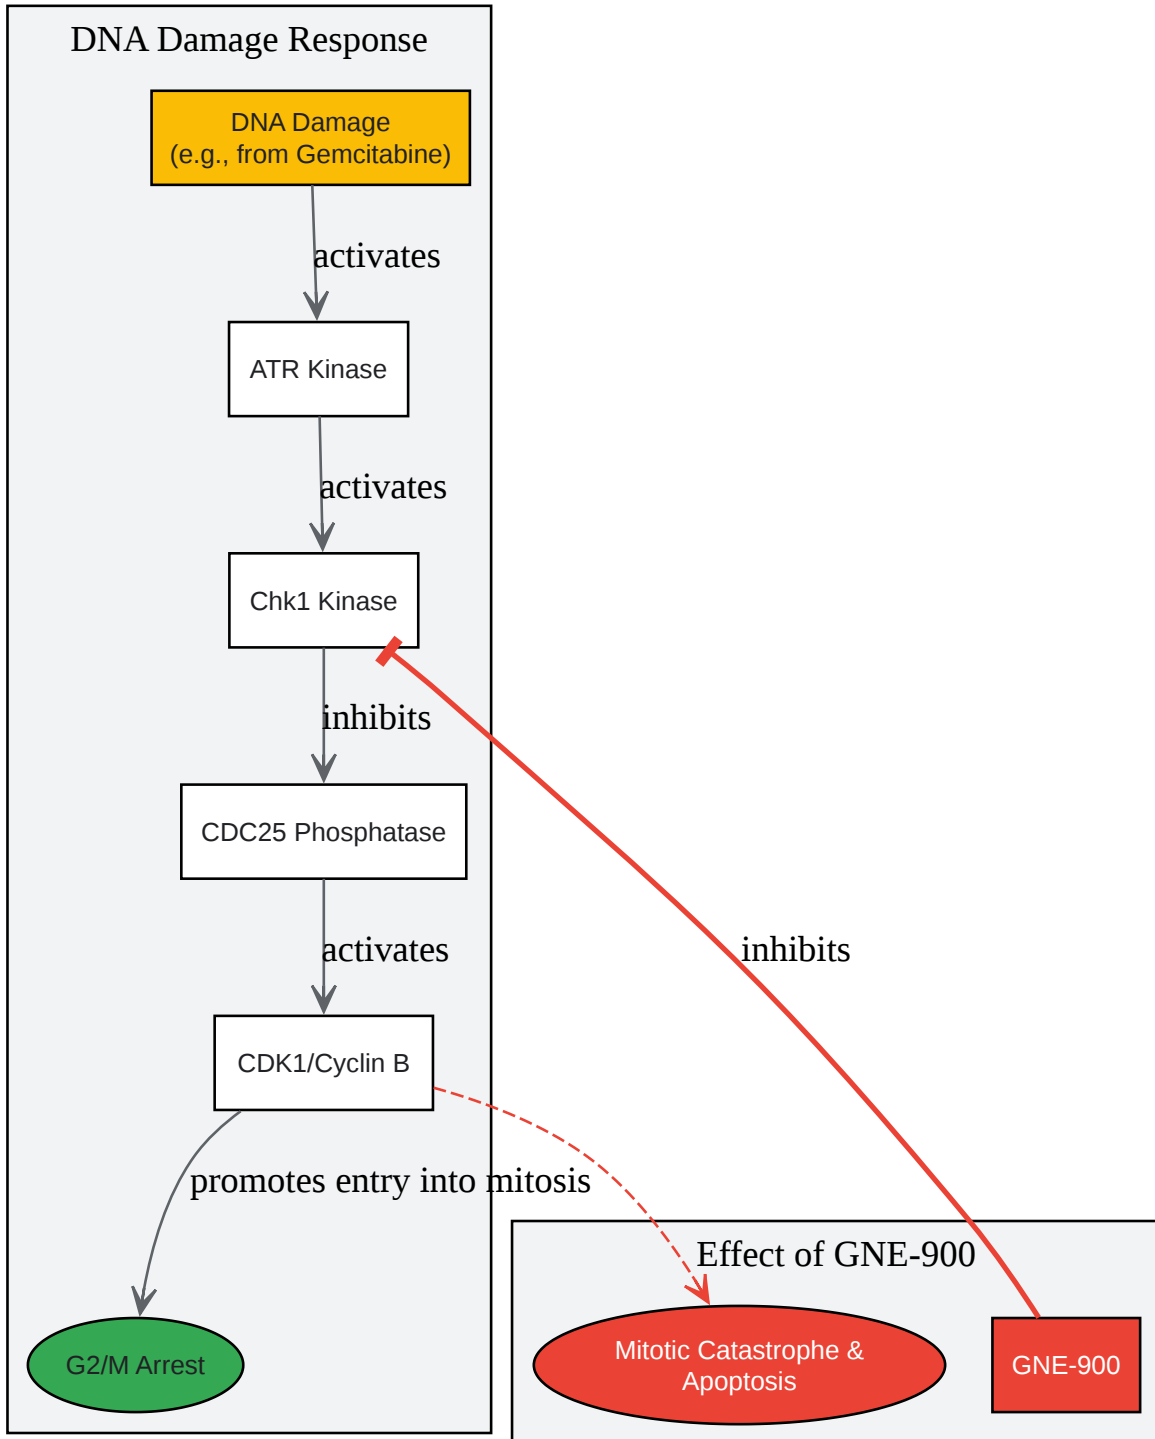 DNA Damage Response
DNA Damage
(e.g., from Gemcitabine)
activates
ATR Kinase
activates
Chk1 Kinase
inhibits
CDC25 Phosphatase
activates
inhibits
CDK1/Cyclin B
promotes entry into mitosis
Effect of GNE-900
G2/M Arrest
Mitotic Catastrophe &
Apoptosis
GNE-900